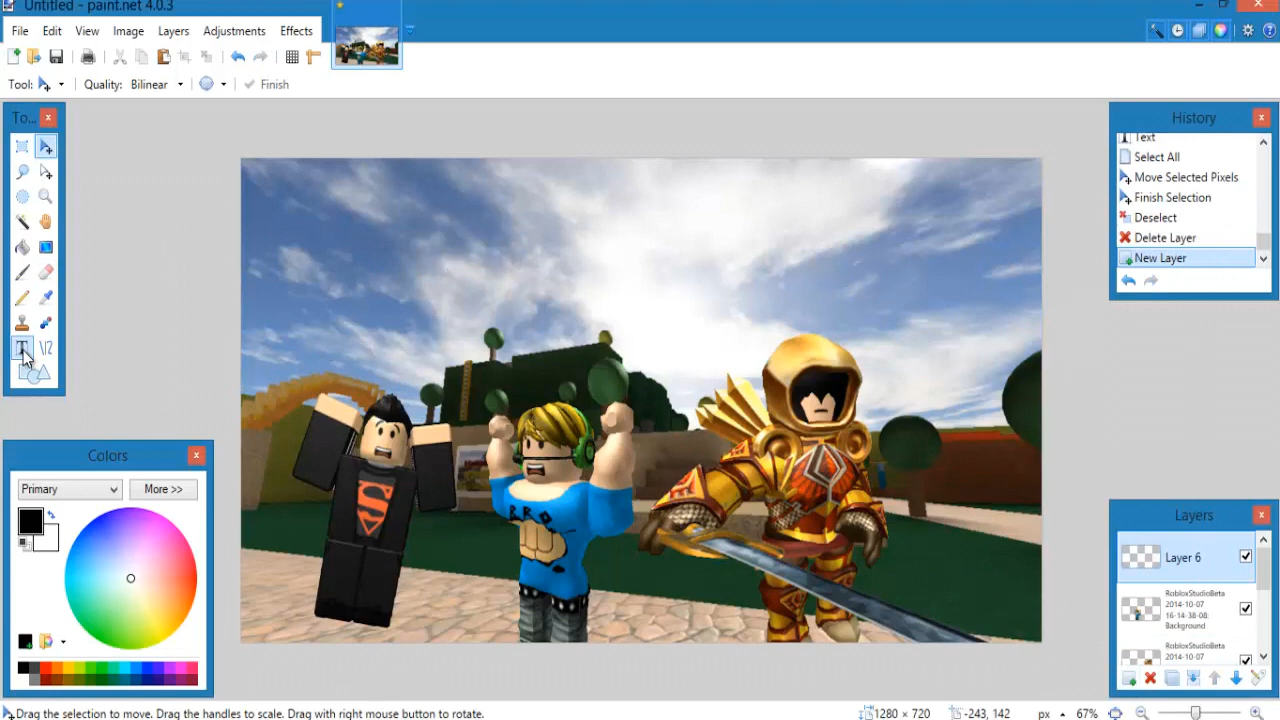 Untitled - paint.net 4.0.3
File Edit View Image Layers Adjustments Effects
Tool: Quality: Bilinear Finish
To... x
History
Text
Select All
Move Selected Pixels
Finish Selection
Deselect
Delete Layer
New Layer
Colors
Primary More >>
BRO
S
Layers
Layer 6
RobloxStudioBeta
2014-10-07
16-14-38-08:
Background
RobloxStudioBeta
2014-10-07
Drag the selection to move. Drag the handles to scale. Drag with right mouse button to rotate. 1280 × 720 -243, 142 px 67%